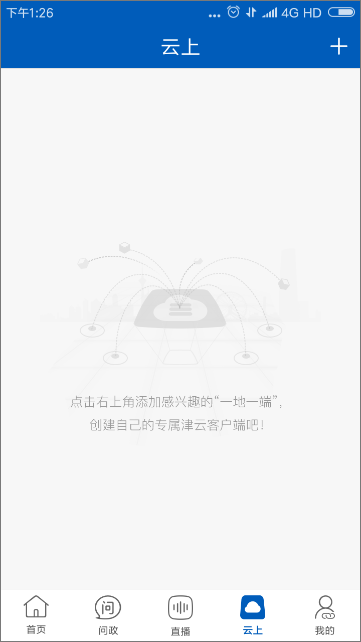 下午1:26 ... 4G HD
云上 +
点击右上角添加感兴趣的“一地一端”，
创建自己的专属津云客户端吧！
问
首页 问政 直播 云上 我的